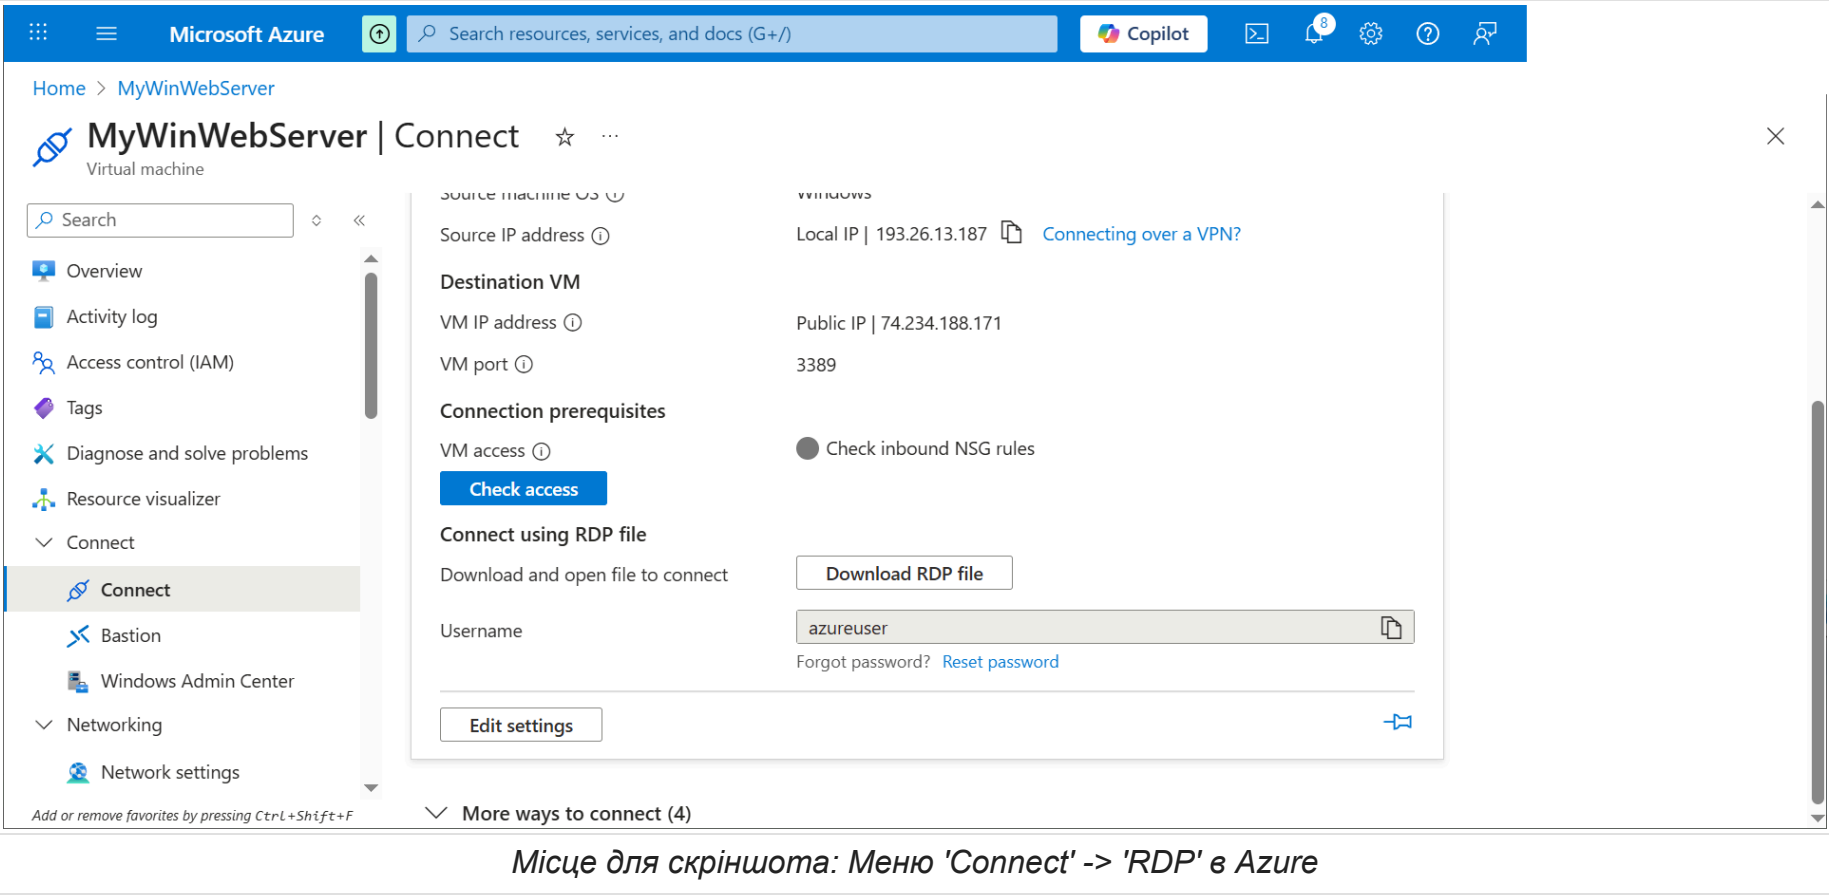 Microsoft Azure
Search resources, services, and docs (G+/)
Copilot
8
Home > MyWinWebServer
MyWinWebServer | Connect
Virtual machine
Search
Overview
Activity log
Access control (IAM)
Tags
Diagnose and solve problems
Resource visualizer
Connect
Connect
Bastion
Windows Admin Center
Networking
Network settings
Add or remove favorites by pressing Ctrl+Shift+F
Source machine OS Windows
Source IP address Local IP | 193.26.13.187 Connecting over a VPN?
Destination VM
VM IP address Public IP | 74.234.188.171
VM port 3389
Connection prerequisites
VM access Check inbound NSG rules
Check access
Connect using RDP file
Download and open file to connect Download RDP file
Username azureuser
Forgot password? Reset password
Edit settings
More ways to connect (4)
Місце для скріншота: Меню 'Connect' -> 'RDP' в Azure